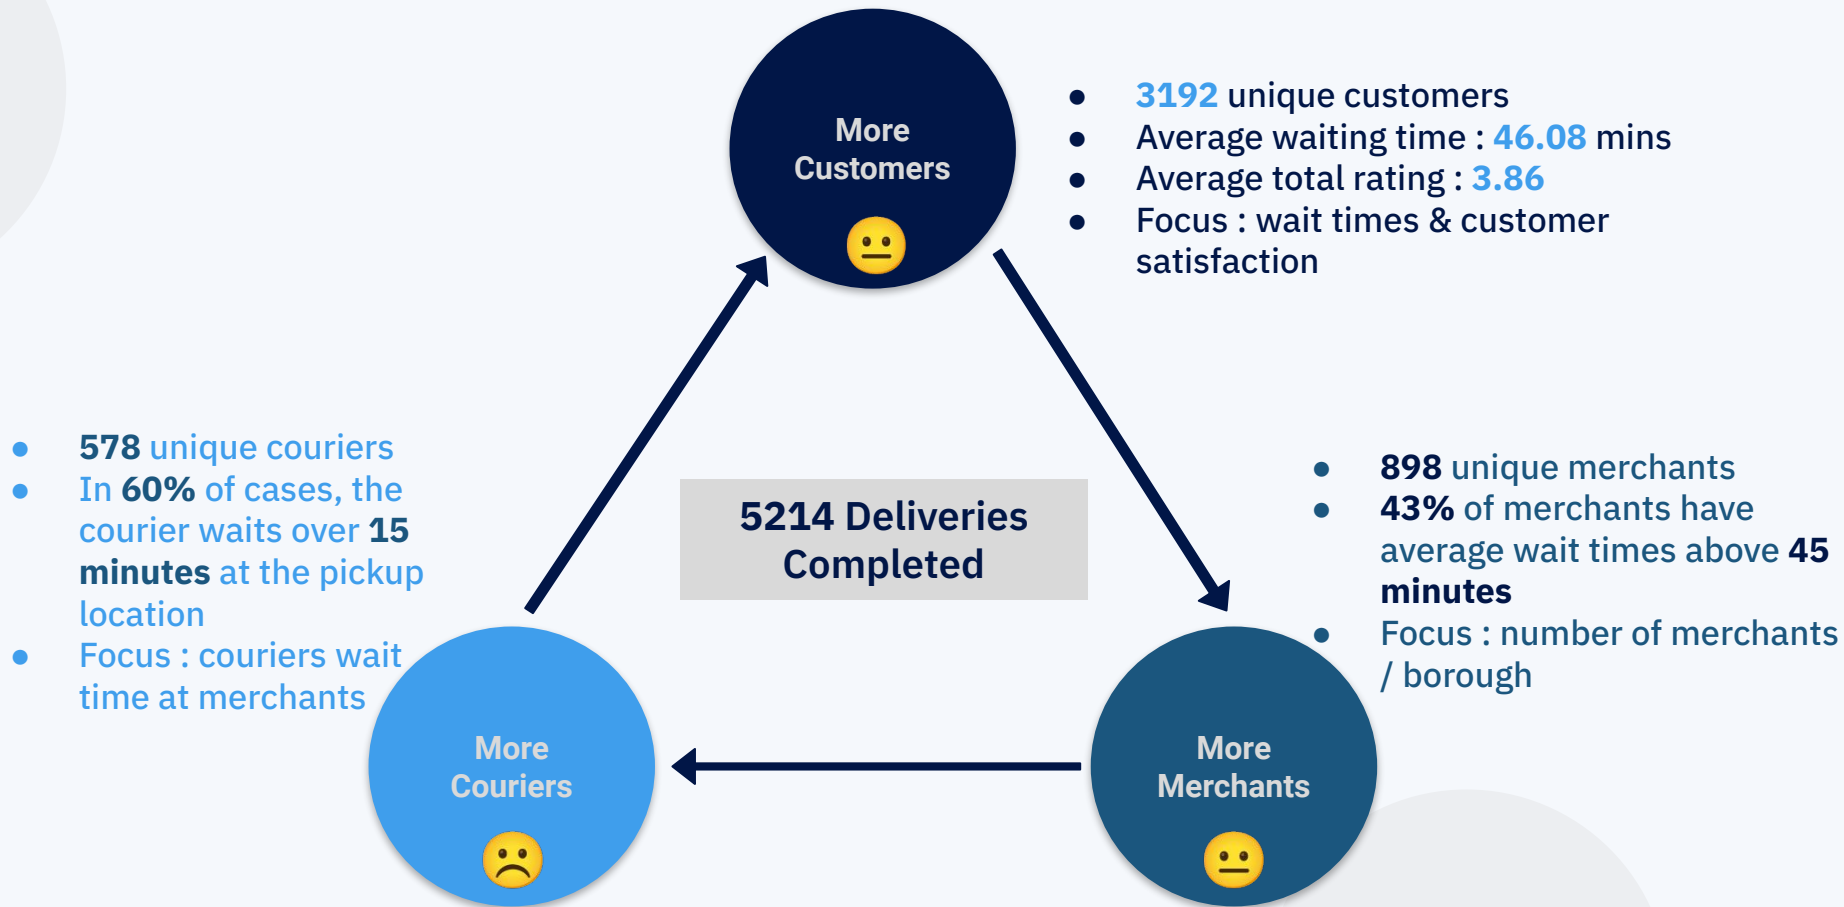 More
Customers
● 3192 unique customers
● Average waiting time : 46.08 mins
● Average total rating : 3.86
● Focus : wait times & customer
satisfaction
● 578 unique couriers
● In 60% of cases, the
courier waits over 15
minutes at the pickup
location
● Focus : couriers wait
time at merchants
5214 Deliveries
Completed
● 898 unique merchants
● 43% of merchants have
average wait times above 45
minutes
● Focus : number of merchants
/ borough
More
Couriers
More
Merchants